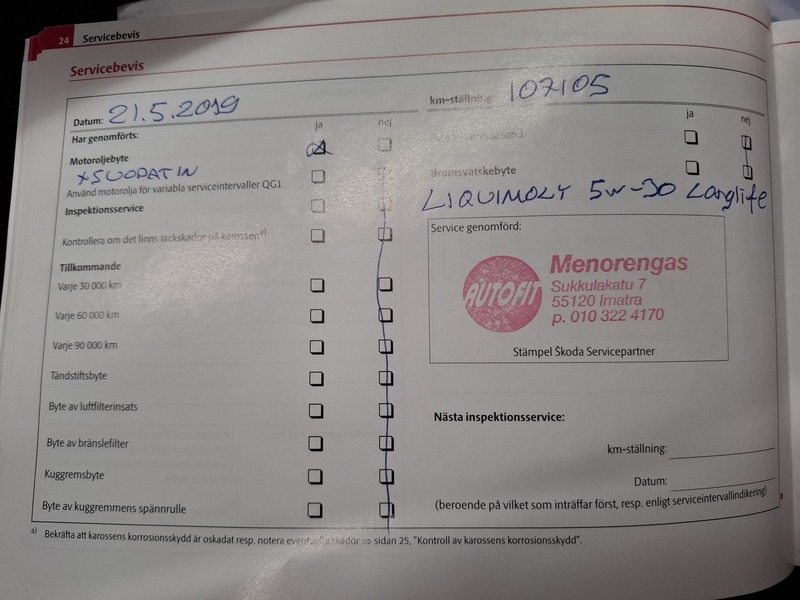 24 Servicebevis
Servicebevis
Datum: 21.5.2019
km-ställning: 107105
Har genomförts: ja nej
ja nej
Motoroljebyte
xSUODATIN
Använd motorolja för variabla serviceintervaller QG1
Bromsvätskebyte
LIQUIMOLY 5W-30 Longlife
Inspektionsservice
Kontrollera om det finns lackskador på karossen a)
Tillkommande
Varje 30 000 km
Varje 60 000 km
Varje 90 000 km
Tändstiftsbyte
Byte av luftfilterinsats
Byte av bränslefilter
Kuggremsbyte
Byte av kuggremmens spännrulle
Service genomförd:
AUTOFIT
Menorengas
Sukkulakatu 7
55120 Imatra
p. 010 322 4170
Stämpel Škoda Servicepartner
Nästa inspektionsservice:
km-ställning:
Datum:
(beroende på vilket som inträffar först, resp. enligt serviceintervallindikering)
a) Bekräfta att karossens korrosionsskydd är oskadat resp. notera eventuella skador ⇒ sidan 25, "Kontroll av karossens korrosionsskydd".